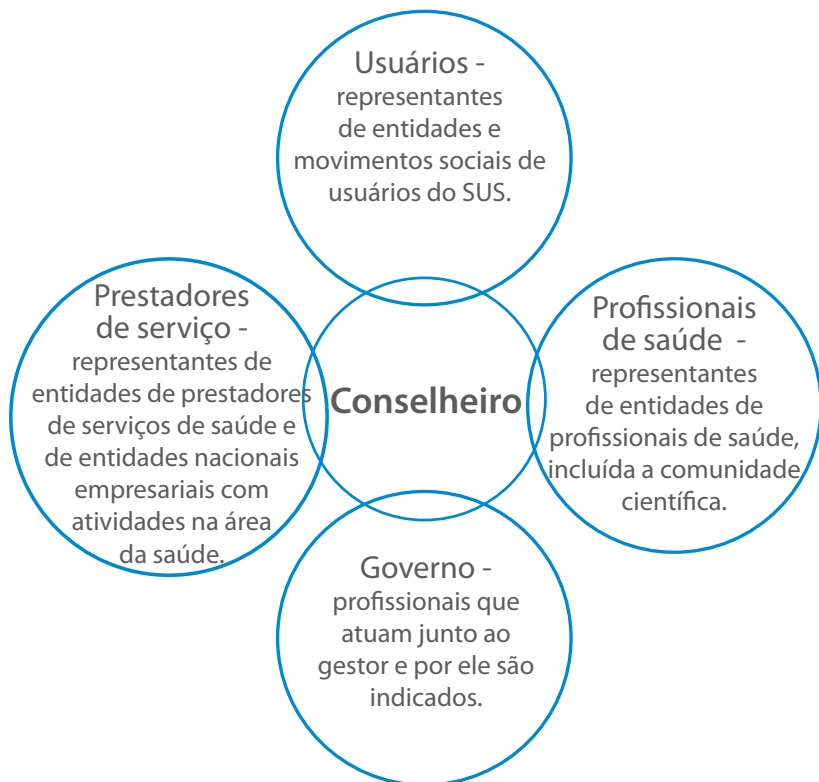 Usuários -
representantes
de entidades e
movimentos sociais de
usuários do SUS.
Prestadores
de serviço -
representantes de
entidades de prestadores
de serviços de saúde e
de entidades nacionais
empresariais com
atividades na área
da saúde.
Conselheiro
Profissionais
de saúde -
representantes
de entidades de
profissionais de saúde,
incluída a comunidade
científica.
Governo -
profissionais que
atuam junto ao
gestor e por ele são
indicados.